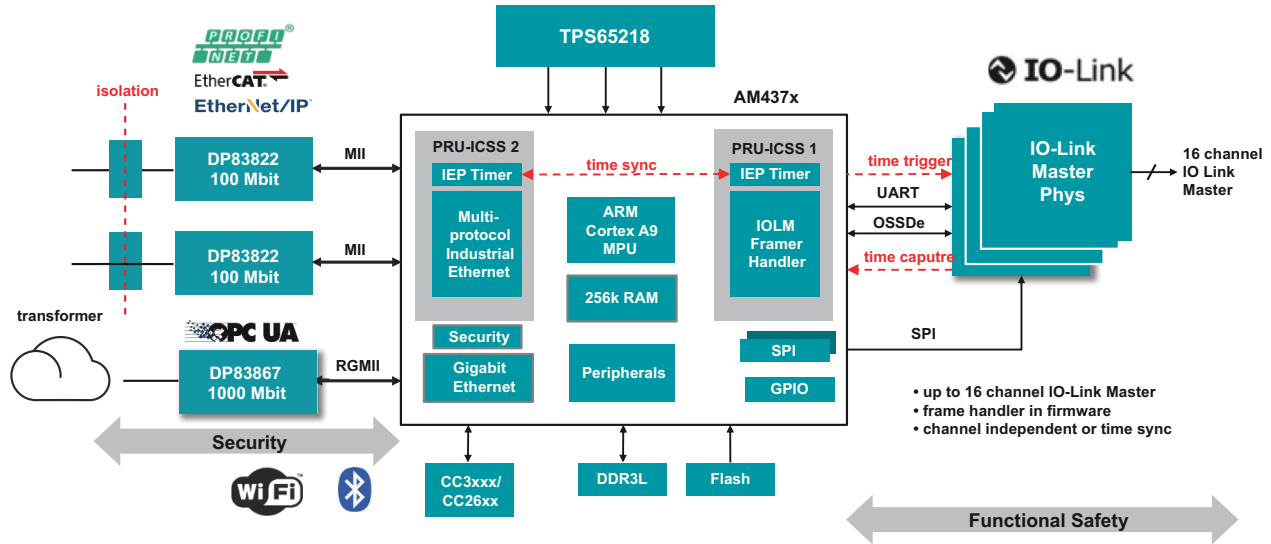 TPS65218
PROFI
NET
®
EtherCAT®
EtherNet/IP™
isolation
IO-Link
AM437x
DP83822
100 Mbit
MII
PRU-ICSS 2
IEP Timer
Multi-
protocol
Industrial
Ethernet
time sync
PRU-ICSS 1
IEP Timer
IOLM
Framer
Handler
ARM
Cortex A9
MPU
256k RAM
time trigger
UART
OSSDe
time caputre
IO-Link
Master
Phys
16 channel
IO Link
Master
DP83822
100 Mbit
MII
transformer
OPC UA
DP83867
1000 Mbit
RGMII
Security
Gigabit
Ethernet
Peripherals
SPI
GPIO
SPI
• up to 16 channel IO-Link Master
• frame handler in firmware
• channel independent or time sync
Security
WiFi™
CC3xxx/
CC26xx
DDR3L
Flash
Functional Safety